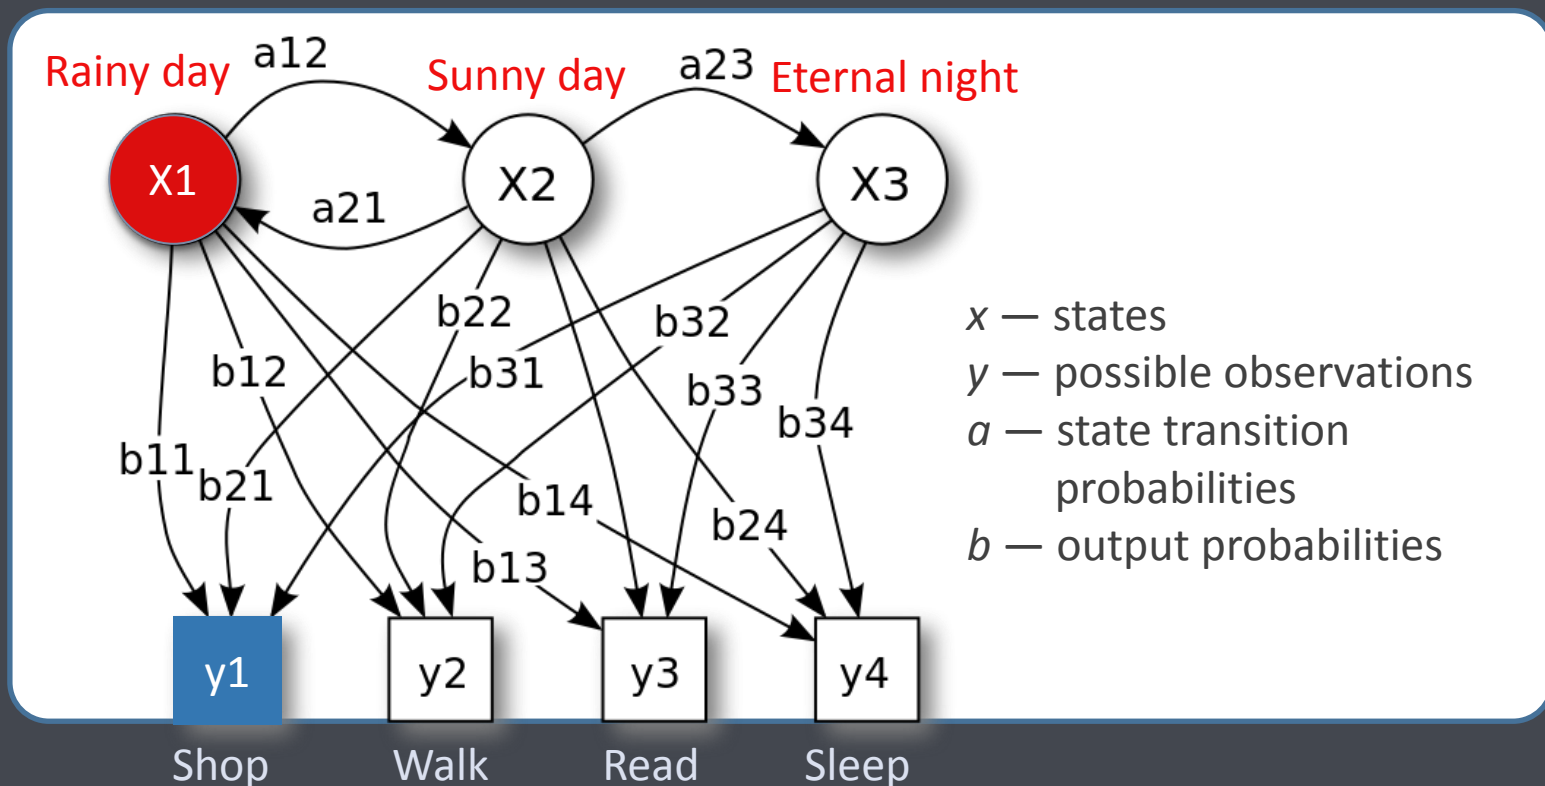 Rainy day
a12
Sunny day
a23
Eternal night
X1
X2
X3
a21
b22
b32
b12
b31
b33
b34
b11
b21
b14
b24
b13
x — states
y — possible observations
a — state transition
probabilities
b — output probabilities
y1
y2
y3
y4
Shop
Walk
Read
Sleep